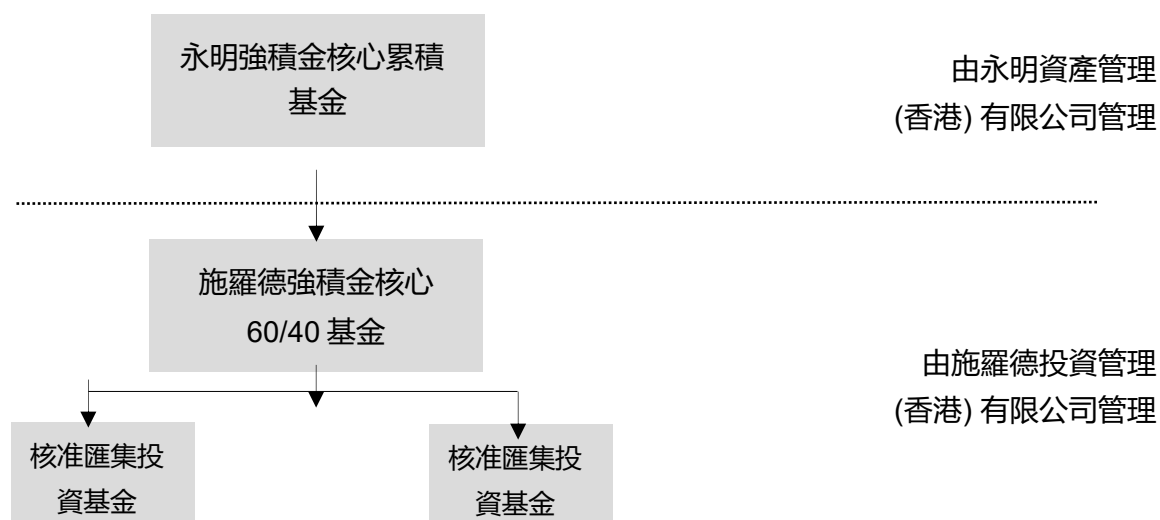 永明強積金核心累積
基金
由永明資產管理
(香港) 有限公司管理
施羅德強積金核心
60/40 基金
由施羅德投資管理
(香港) 有限公司管理
核准匯集投
資基金
核准匯集投
資基金